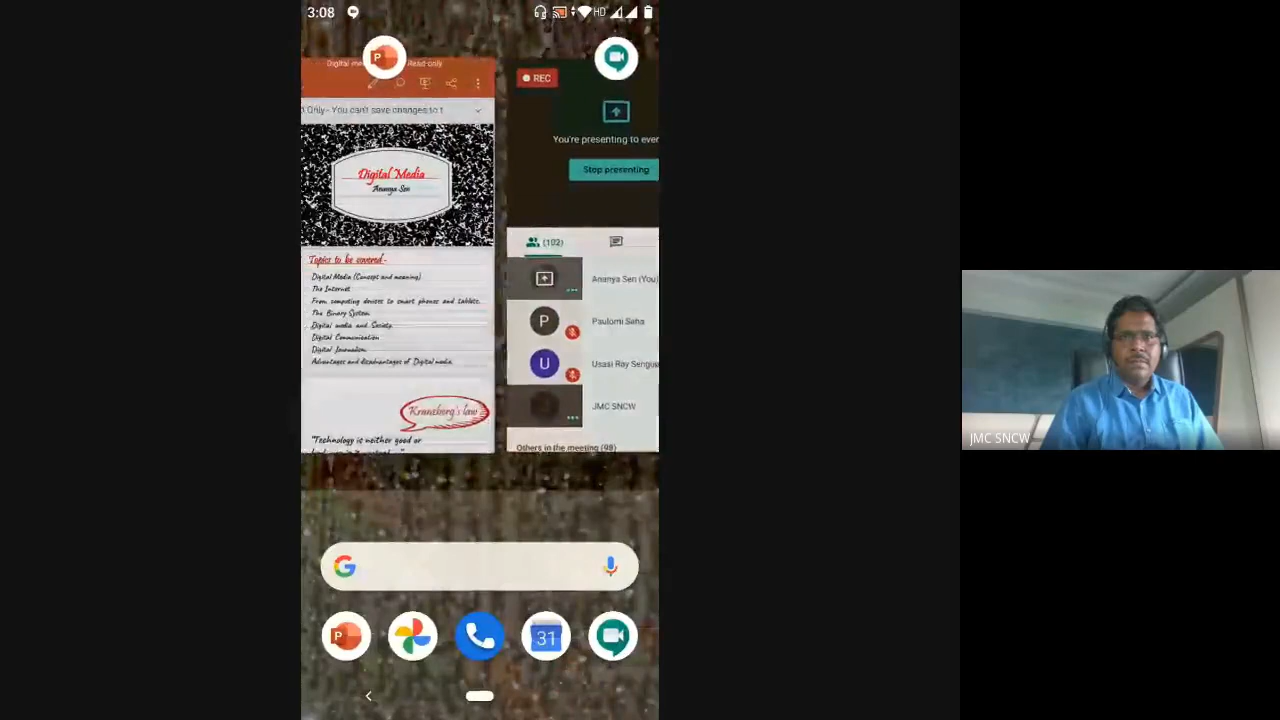 3:08
HD
Read-only
Only - You can't save changes to t
Digital Media
Ananya Sen
Topics to be covered-
Digital Media (Concept and meaning)
The Internet
From computing devices to smart phones and tablets.
The Binary System
Digital media and Society.
Digital Communication
Digital Journalism
Advantages and disadvantages of Digital media.
Kranzberg's law
"Technology is neither good or
REC
You're presenting to ever
Stop presenting
(102)
Ananya Sen (You)
P
Paulomi Saha
U
Usasi Roy Sengu
JMC SNCW
Others in the meeting (98)
G
P
31
JMC SNCW